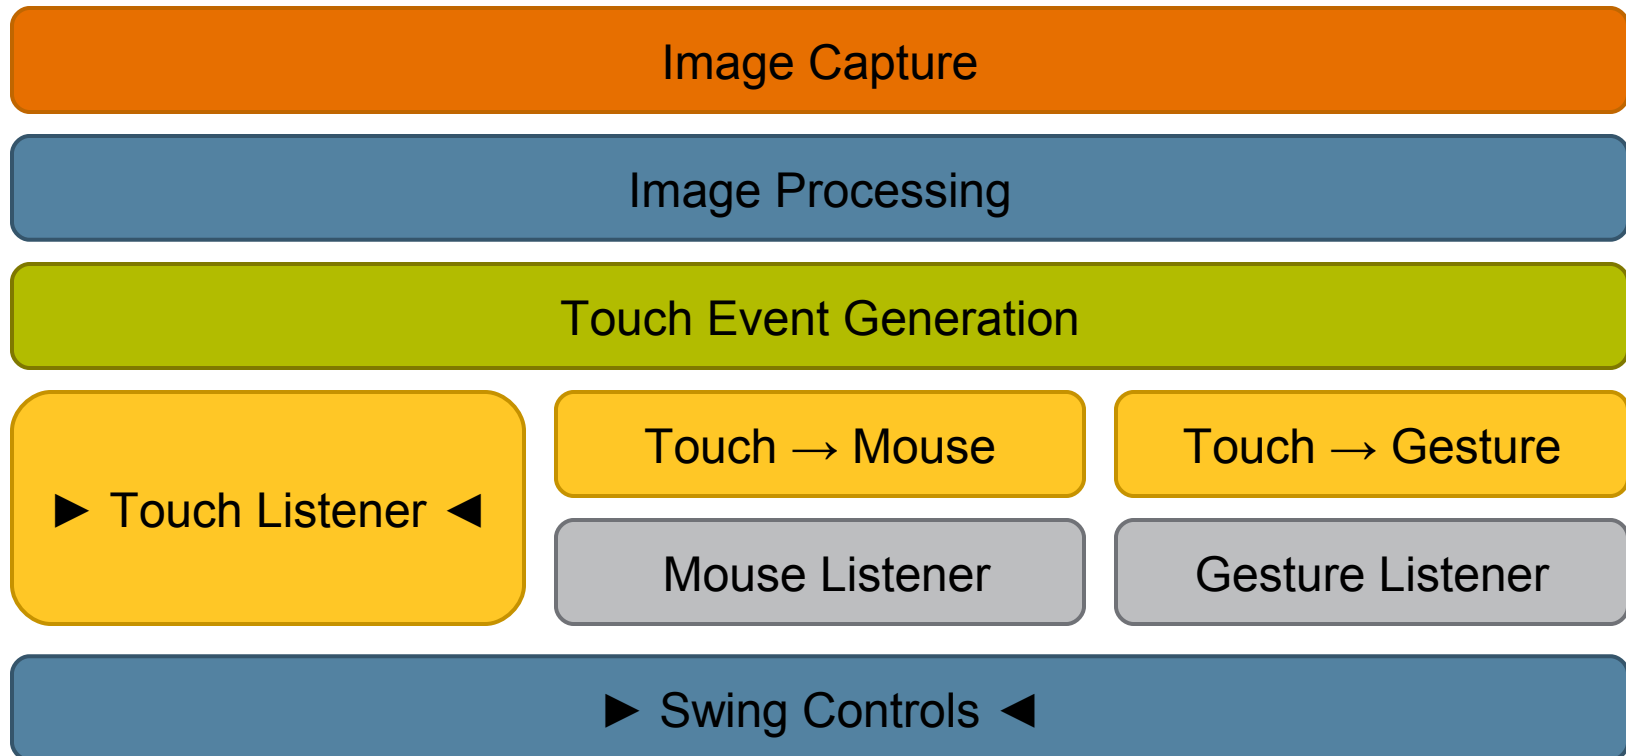 Image Capture
Image Processing
Touch Event Generation
► Touch Listener ◄
Touch → Mouse
Touch → Gesture
Mouse Listener
Gesture Listener
► Swing Controls ◄